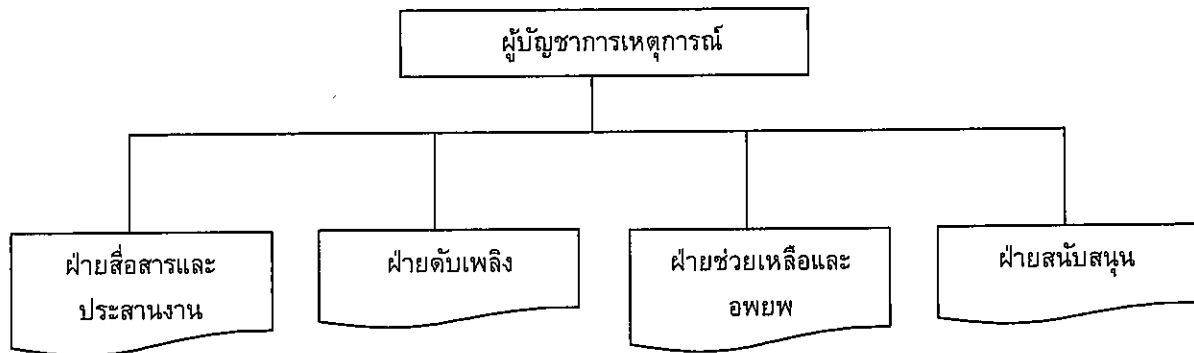 ผู้บัญชาการเหตุการณ์
ฝ่ายสื่อสารและ
ประสานงาน
ฝ่ายดับเพลิง
ฝ่ายช่วยเหลือและ
อพยพ
ฝ่ายสนับสนุน